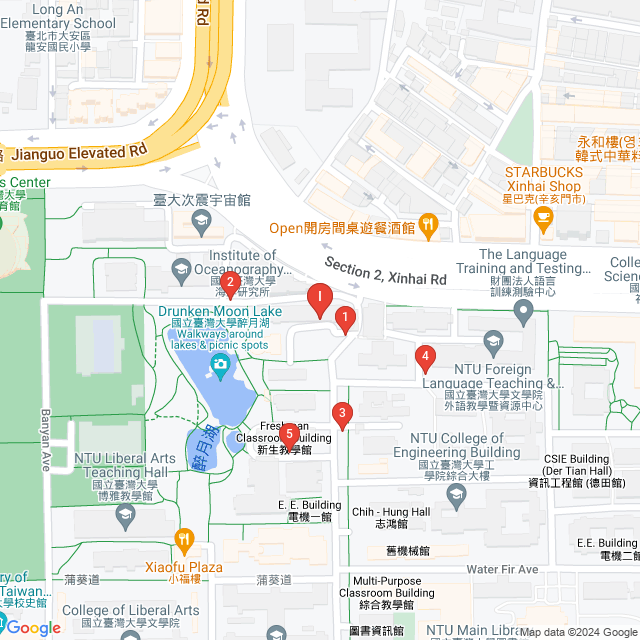 Long An
Elementary School
臺北市大安區
龍安國民小學
d Rd
Jianguo Elevated Rd
路
永和樓(영
韓式中華料
STARBUCKS
Xinhai Shop
星巴克(辛亥門市)
s Center
灣大學
育館
臺大次震宇宙館
Open開房間桌遊餐酒館
Section 2, Xinhai Rd
Institute of
Oceanography...
國立臺灣大學
海洋研究所
The Language
Training and Testing...
財團法人語言
訓練測驗中心
Colle
Science
2
I
1
Drunken Moon Lake
國立臺灣大學醉月湖
Walkways around
lakes & picnic spots
4
NTU Foreign
Language Teaching &...
國立臺灣大學文學院
外語教學暨資源中心
3
Banyan Ave
醉月湖
5
Freshman
Classroom Building
新生教學館
NTU Liberal Arts
Teaching Hall
國立臺灣大學
博雅教學館
NTU College of
Engineering Building
國立臺灣大學工
學院綜合大樓
CSIE Building
(Der Tian Hall)
資訊工程館 (德田館)
E. E. Building
電機一館
Chih - Hung Hall
志鴻館
舊機械館
E.E. Building
電機二館
Xiaofu Plaza
小福樓
蒲葵道
蒲葵道
Water Fir Ave
ry of
Taiwan...
大學校史館
College of Liberal Arts
國立臺灣大學文學院
Multi-Purpose
Classroom Building
綜合教學館
圖書資訊館
NTU Main Libr
國立臺灣大學圖
Google
Map data ©2024 Google